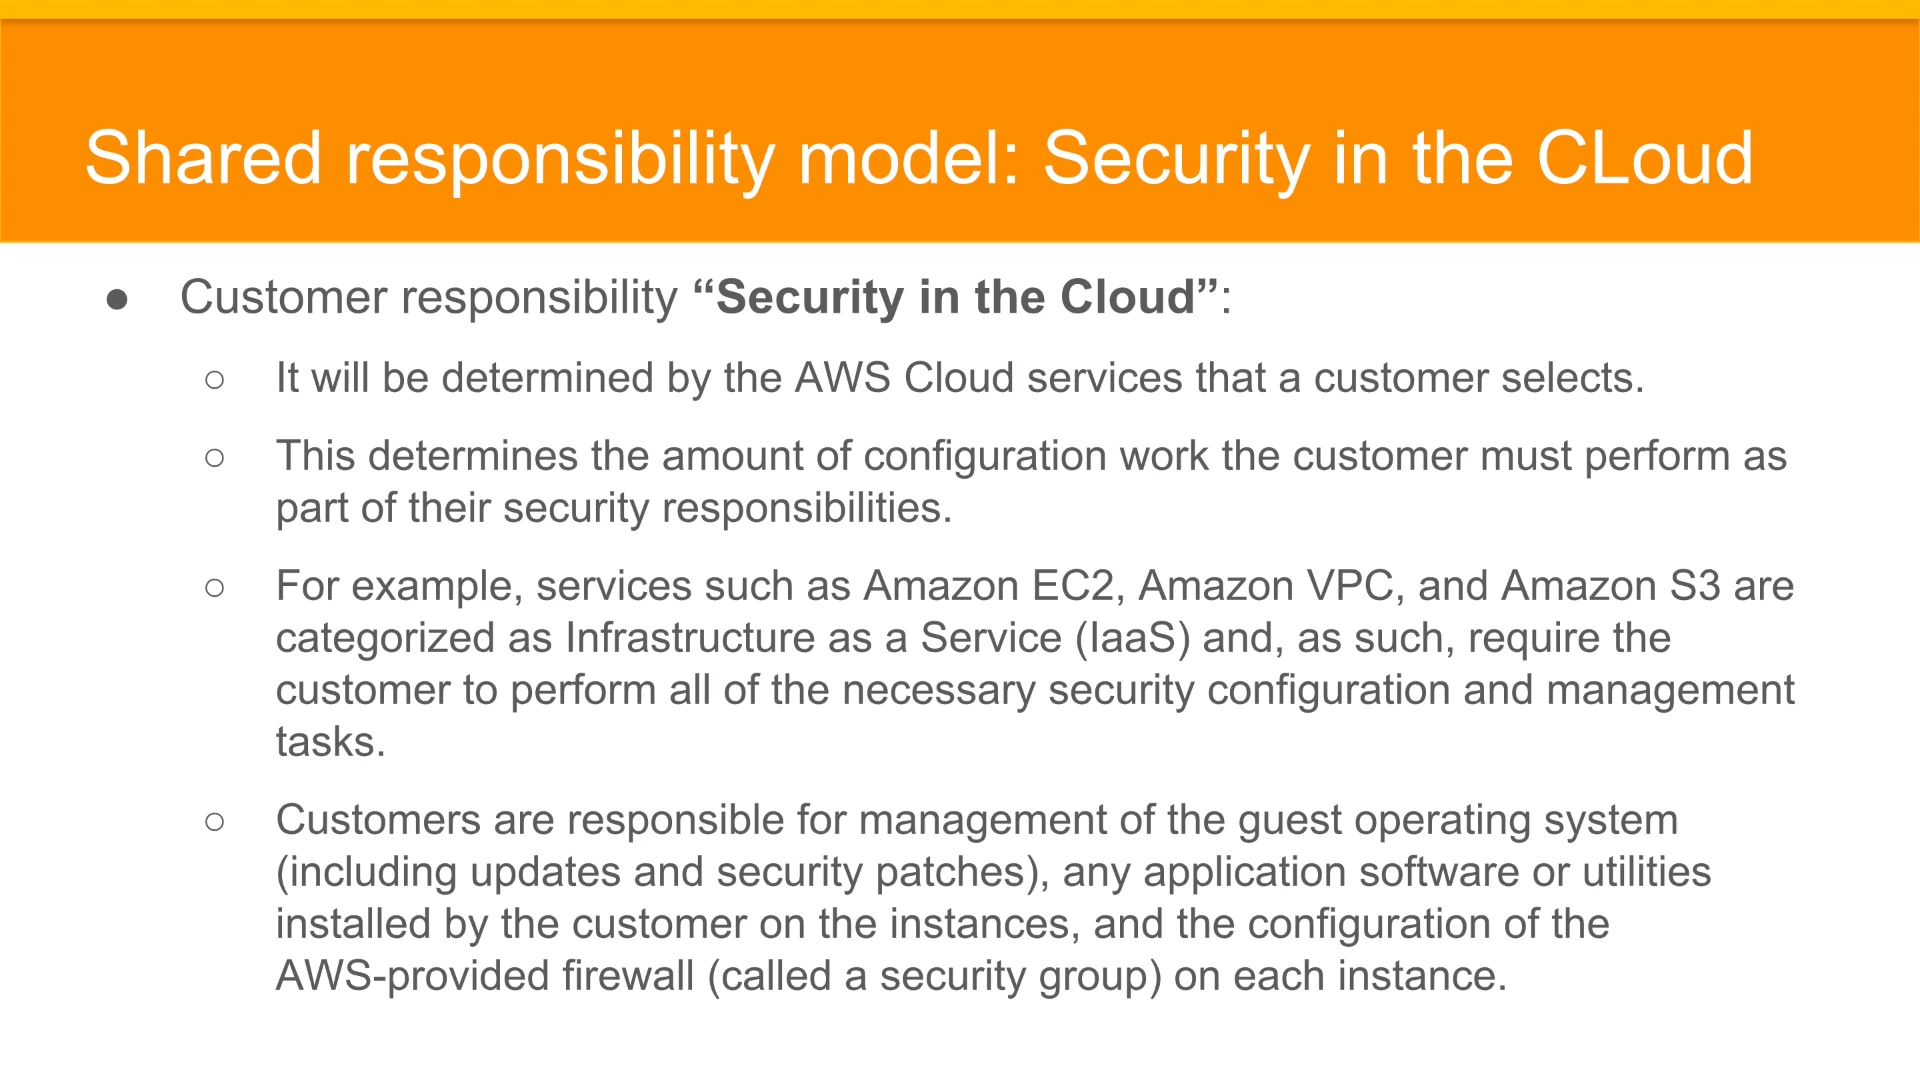 Shared responsibility model: Security in the CLoud
● Customer responsibility “Security in the Cloud”:
○ It will be determined by the AWS Cloud services that a customer selects.
○ This determines the amount of configuration work the customer must perform as
part of their security responsibilities.
○ For example, services such as Amazon EC2, Amazon VPC, and Amazon S3 are
categorized as Infrastructure as a Service (IaaS) and, as such, require the
customer to perform all of the necessary security configuration and management
tasks.
○ Customers are responsible for management of the guest operating system
(including updates and security patches), any application software or utilities
installed by the customer on the instances, and the configuration of the
AWS-provided firewall (called a security group) on each instance.